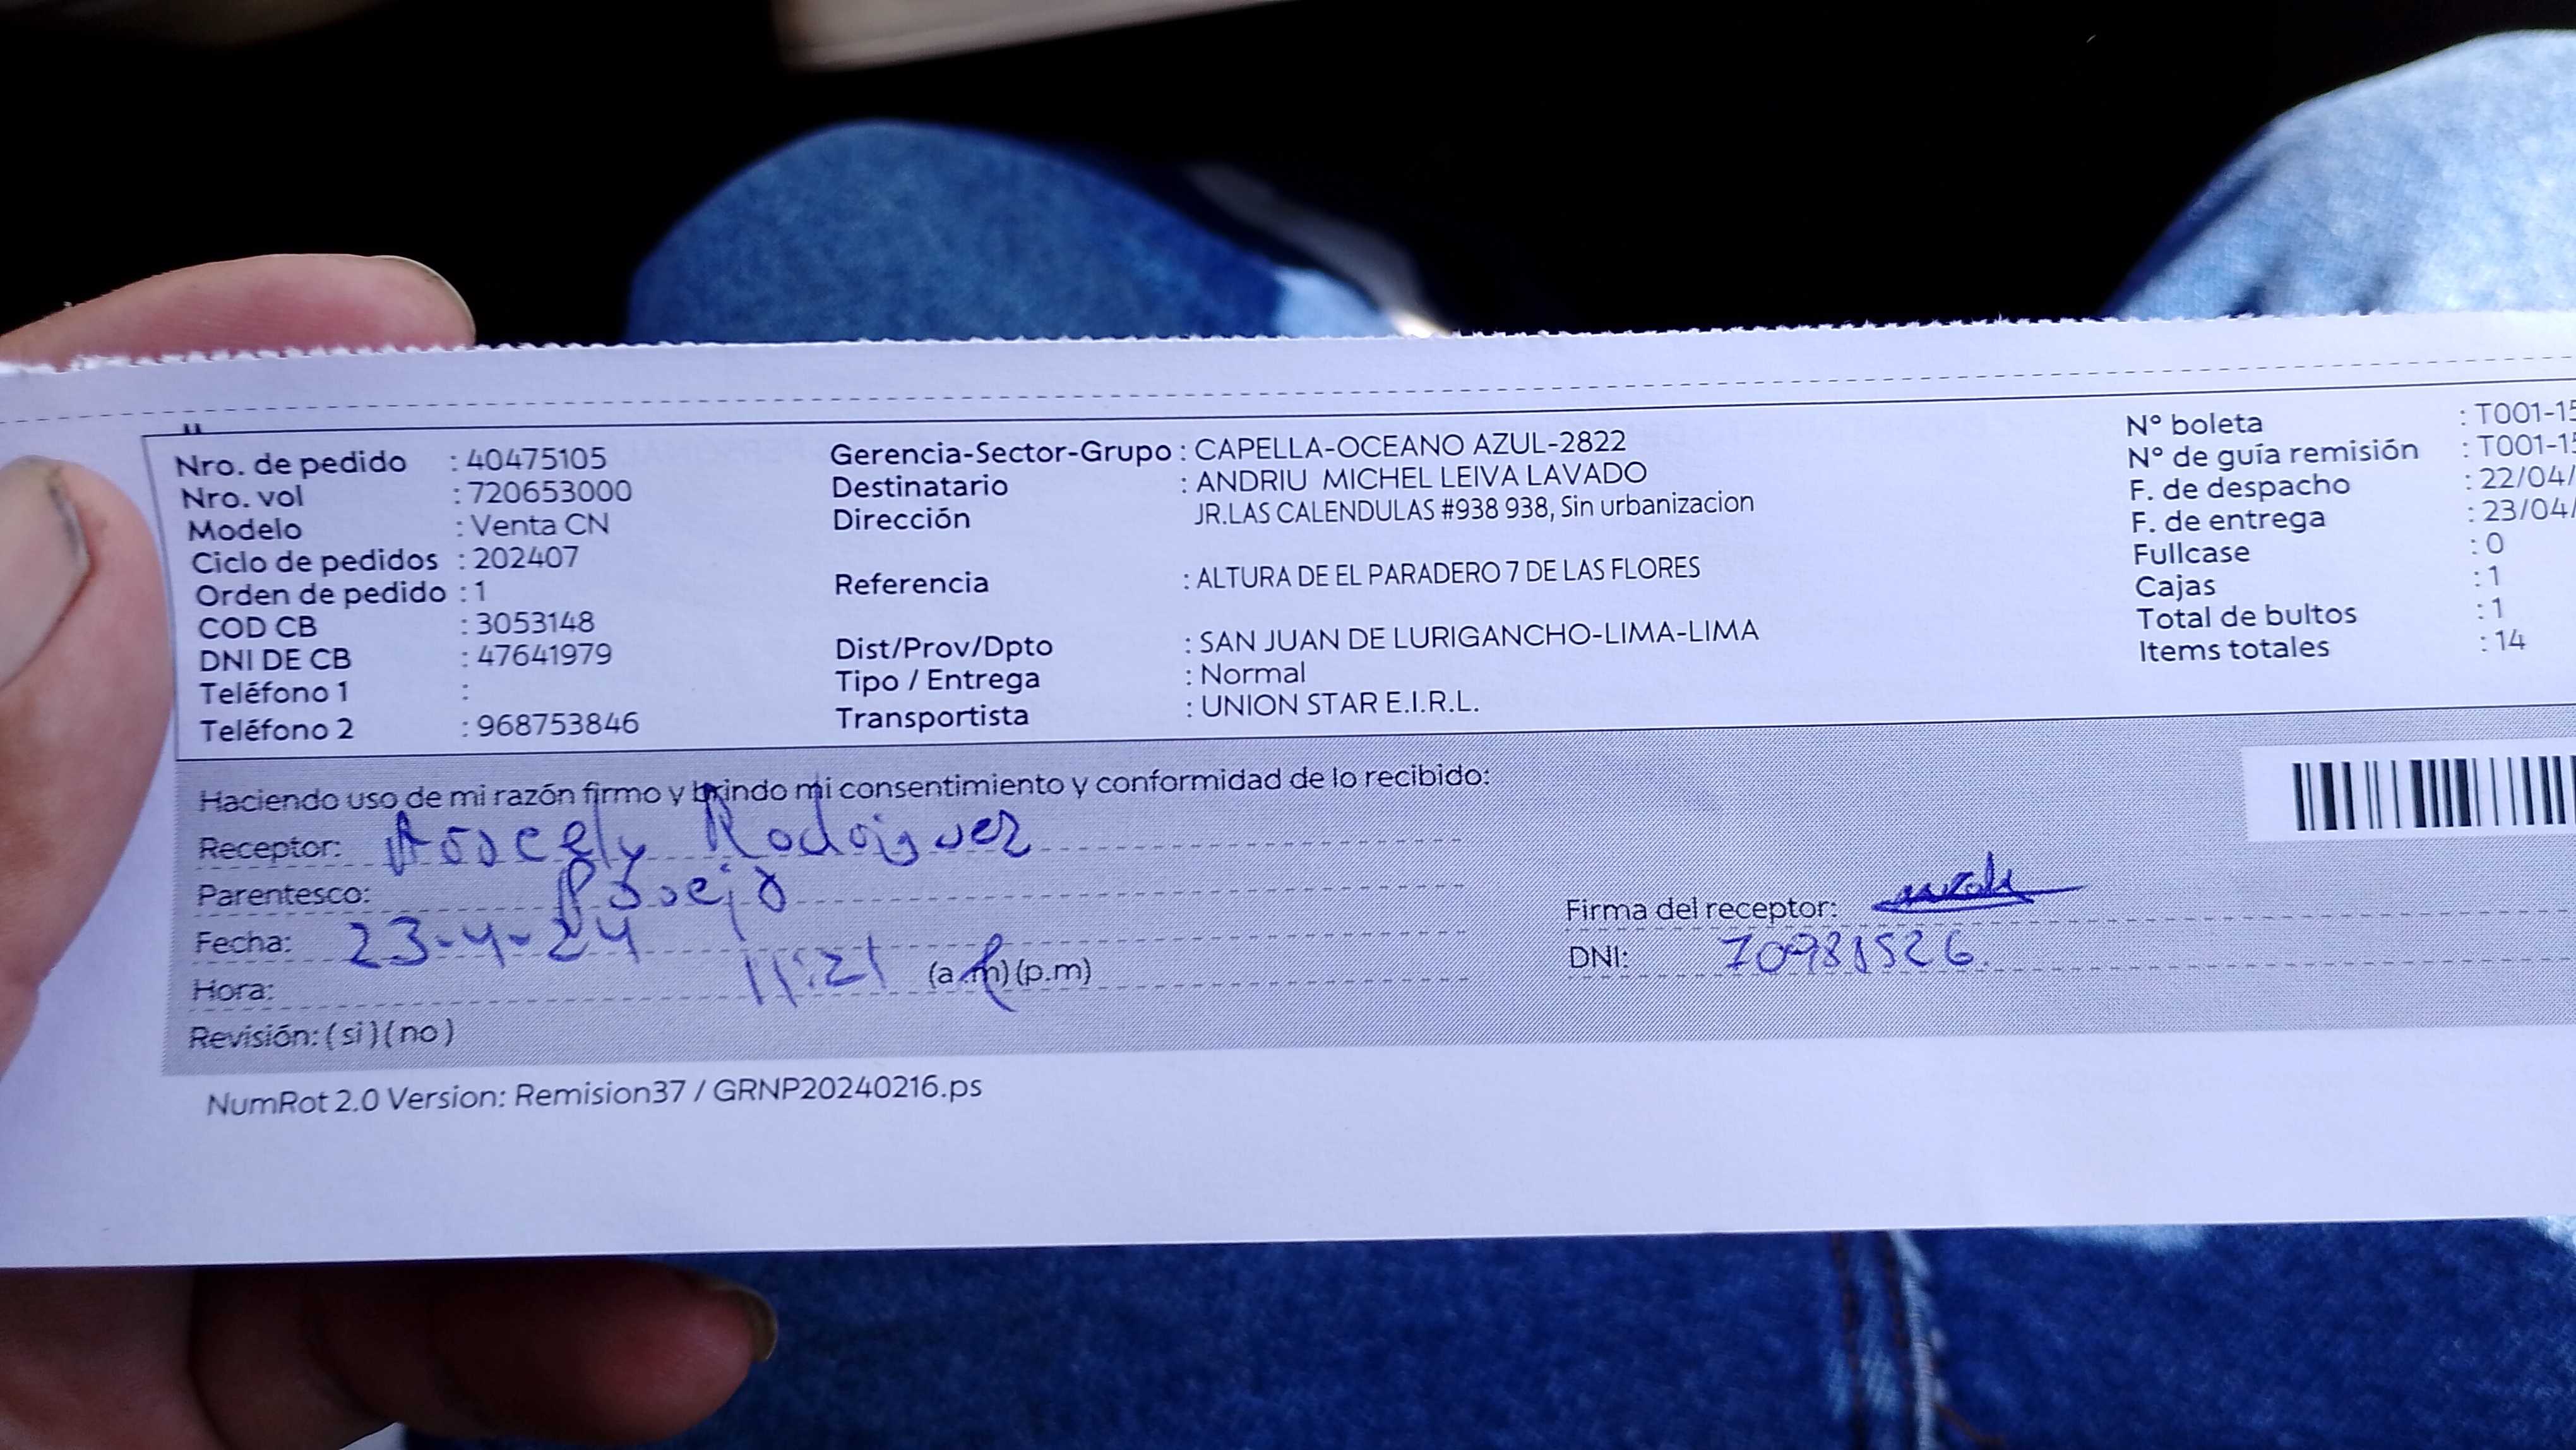 Nro. de pedido : 40475105
Nro. vol : 720653000
Modelo : Venta CN
Ciclo de pedidos : 202407
Orden de pedido : 1
COD CB : 3053148
DNI DE CB : 47641979
Teléfono 1 :
Teléfono 2 : 968753846
Gerencia-Sector-Grupo : CAPELLA-OCEANO AZUL-2822
Destinatario : ANDRIU MICHEL LEIVA LAVADO
Dirección JR.LAS CALENDULAS #938 938, Sin urbanizacion
Referencia : ALTURA DE EL PARADERO 7 DE LAS FLORES
Dist/Prov/Dpto : SAN JUAN DE LURIGANCHO-LIMA-LIMA
Tipo / Entrega : Normal
Transportista : UNION STAR E.I.R.L.
N° boleta : T001-15
N° de guía remisión : T001-15
F. de despacho : 22/04/
F. de entrega : 23/04/
Fullcase : 0
Cajas : 1
Total de bultos : 1
Items totales : 14
Haciendo uso de mi razón firmo y brindo mi consentimiento y conformidad de lo recibido:
Receptor: Aracely Rodriguez
Parentesco:
Fecha: 23-4-24
Hora: 11:21 (a.m)(p.m)
Revisión: (si)(no)
Firma del receptor:
DNI:
NumRot 2.0 Version: Remision37 / GRNP20240216.ps